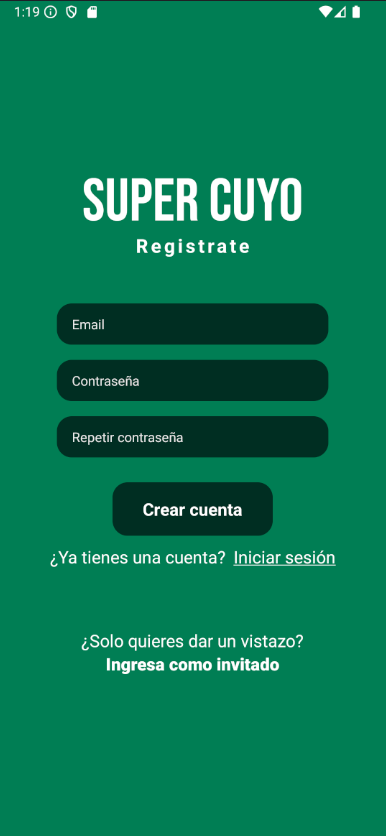 1:19
SUPER CUYO
Registrate
Email
Contraseña
Repetir contraseña
Crear cuenta
¿Ya tienes una cuenta? Iniciar sesión
¿Solo quieres dar un vistazo?
Ingresa como invitado